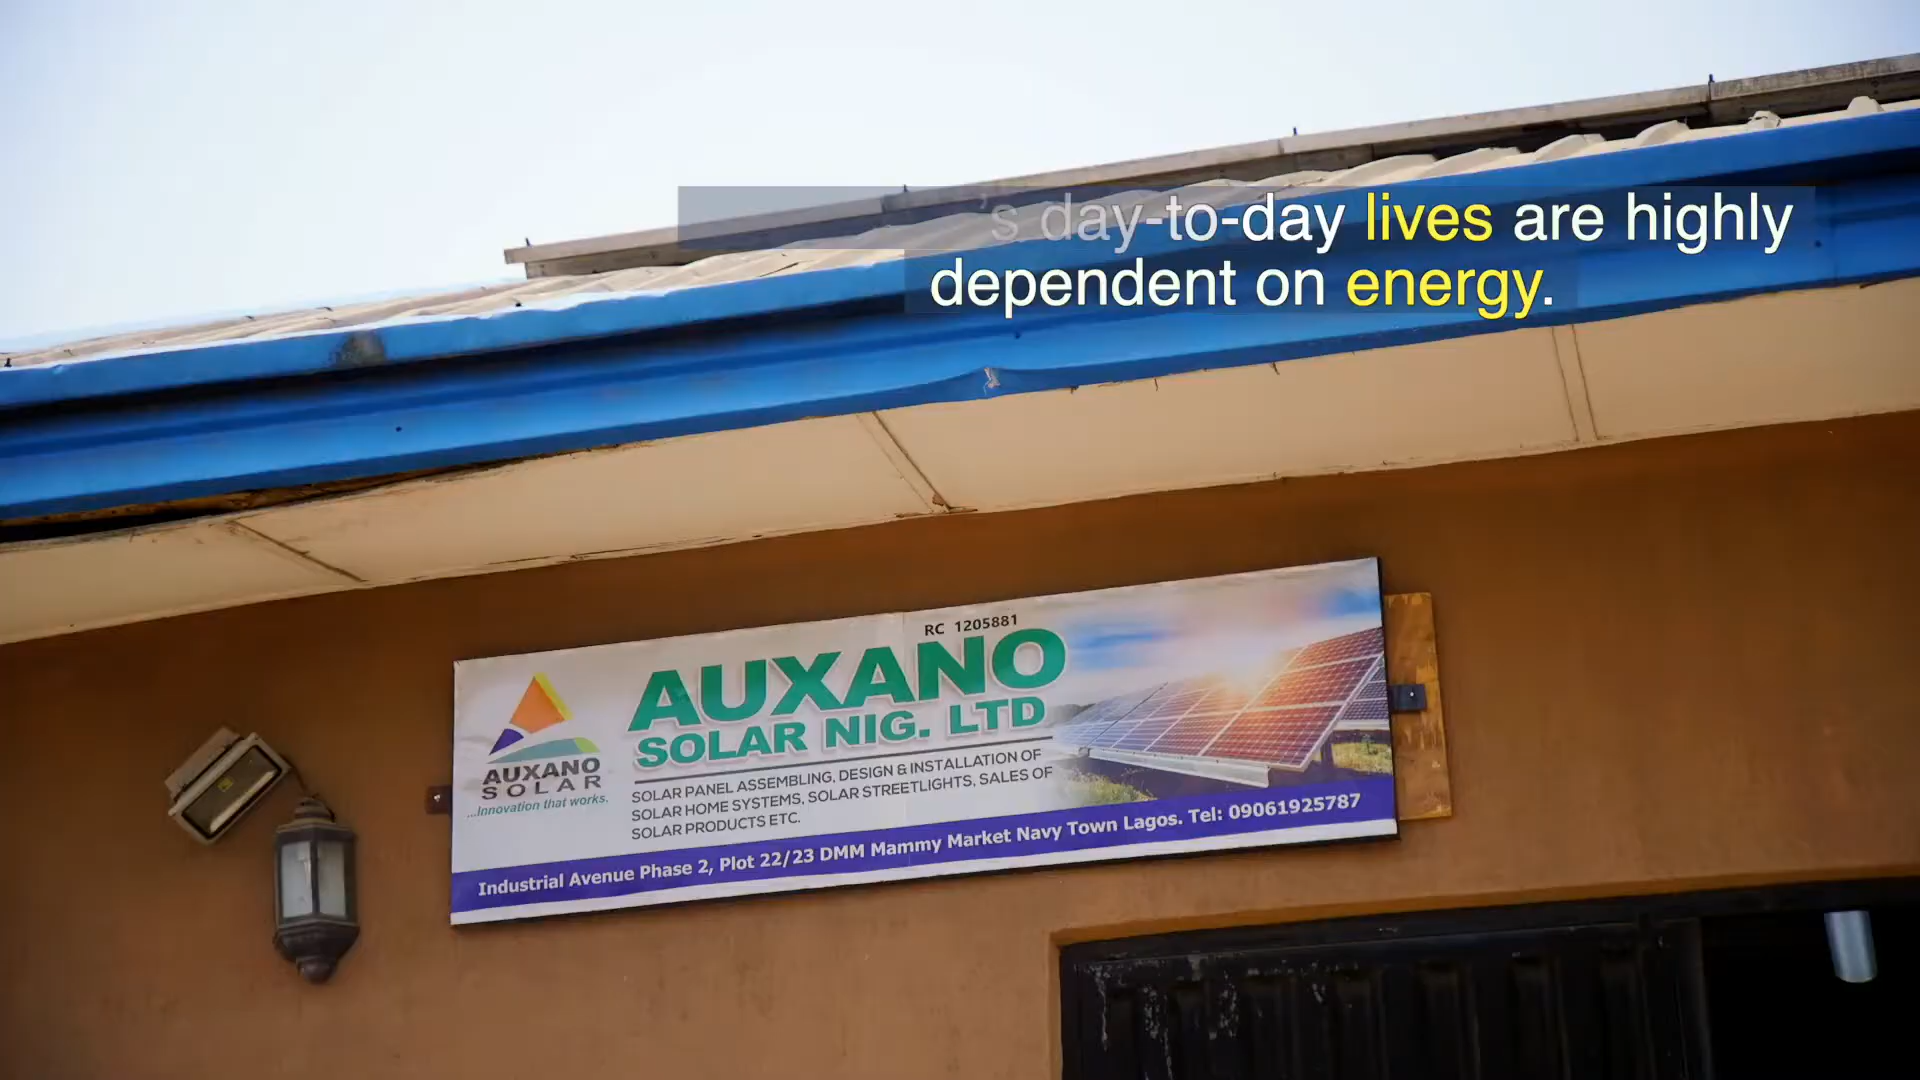 's day-to-day lives are highly
dependent on energy.
RC 1205881
AUXANO
SOLAR NIG. LTD
AUXANO
SOLAR
...Innovation that works.
SOLAR PANEL ASSEMBLING, DESIGN & INSTALLATION OF
SOLAR HOME SYSTEMS, SOLAR STREETLIGHTS, SALES OF
SOLAR PRODUCTS ETC.
Industrial Avenue Phase 2, Plot 22/23 DMM Mammy Market Navy Town Lagos. Tel: 09061925787